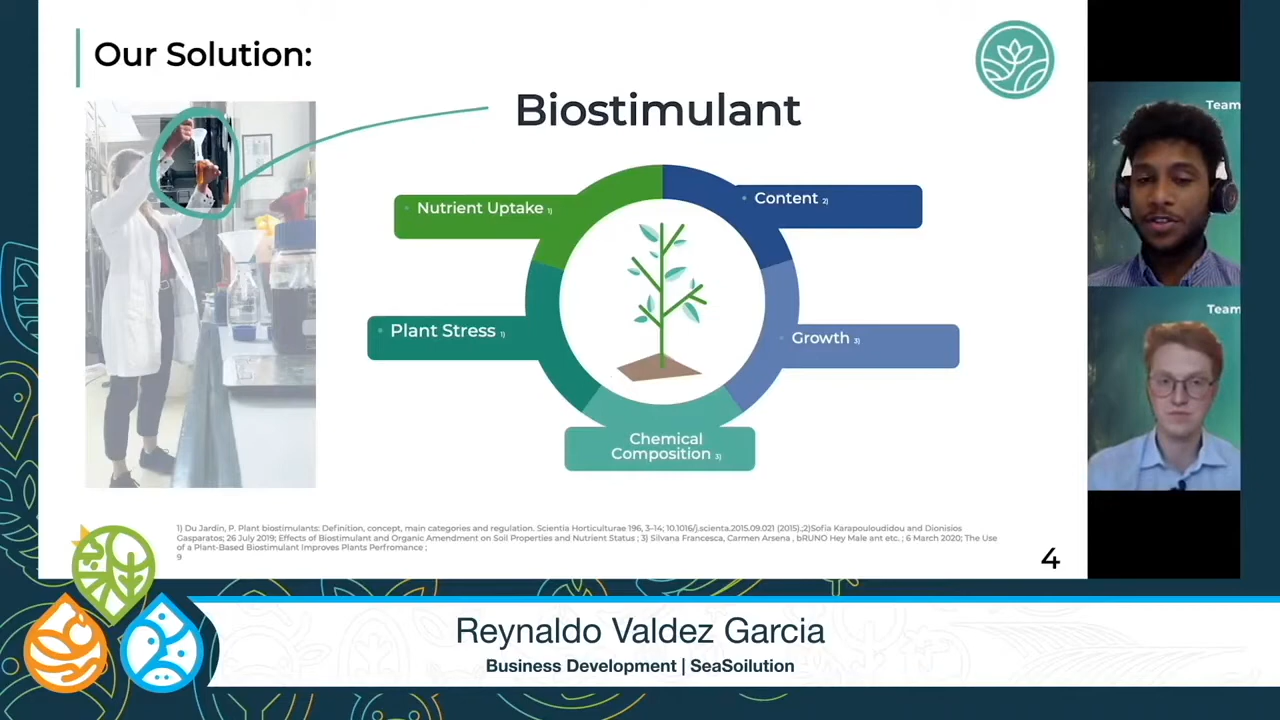 Our Solution:
Biostimulant
Nutrient Uptake 1)
Content 2)
Plant Stress 1)
Growth 3)
Chemical
Composition 3)
1) Du Jardin, P. Plant biostimulants: Definition, concept, main categories and regulation. Scientia Horticulturae 196, 3–14; 10.1016/j.scienta.2015.09.021 (2015).;2)Sofia Karapouloudidou and Dionisios
Gasparatos; 26 July 2019; Effects of Biostimulant and Organic Amendment on Soil Properties and Nutrient Status ; 3) Silvana Francesca, Carmen Arsena , bRUNO Hey Male ant etc. ; 6 March 2020; The Use
of a Plant-Based Biostimulant Improves Plants Perfromance ;
9
4
Team
Team
Reynaldo Valdez Garcia
Business Development | SeaSoilution